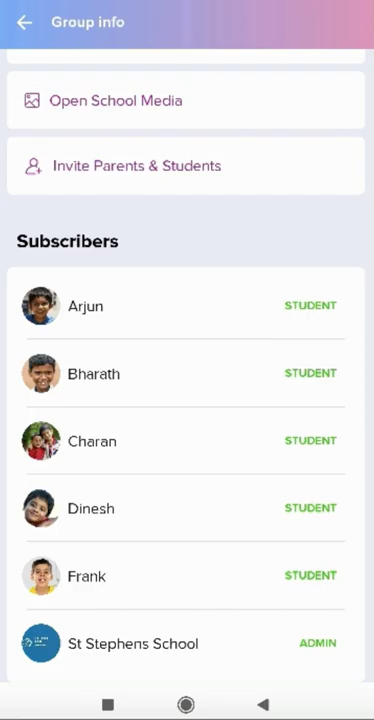 Group info
Open School Media
Invite Parents & Students
Subscribers
Arjun STUDENT
Bharath STUDENT
Charan STUDENT
Dinesh STUDENT
Frank STUDENT
St Stephens School ADMIN